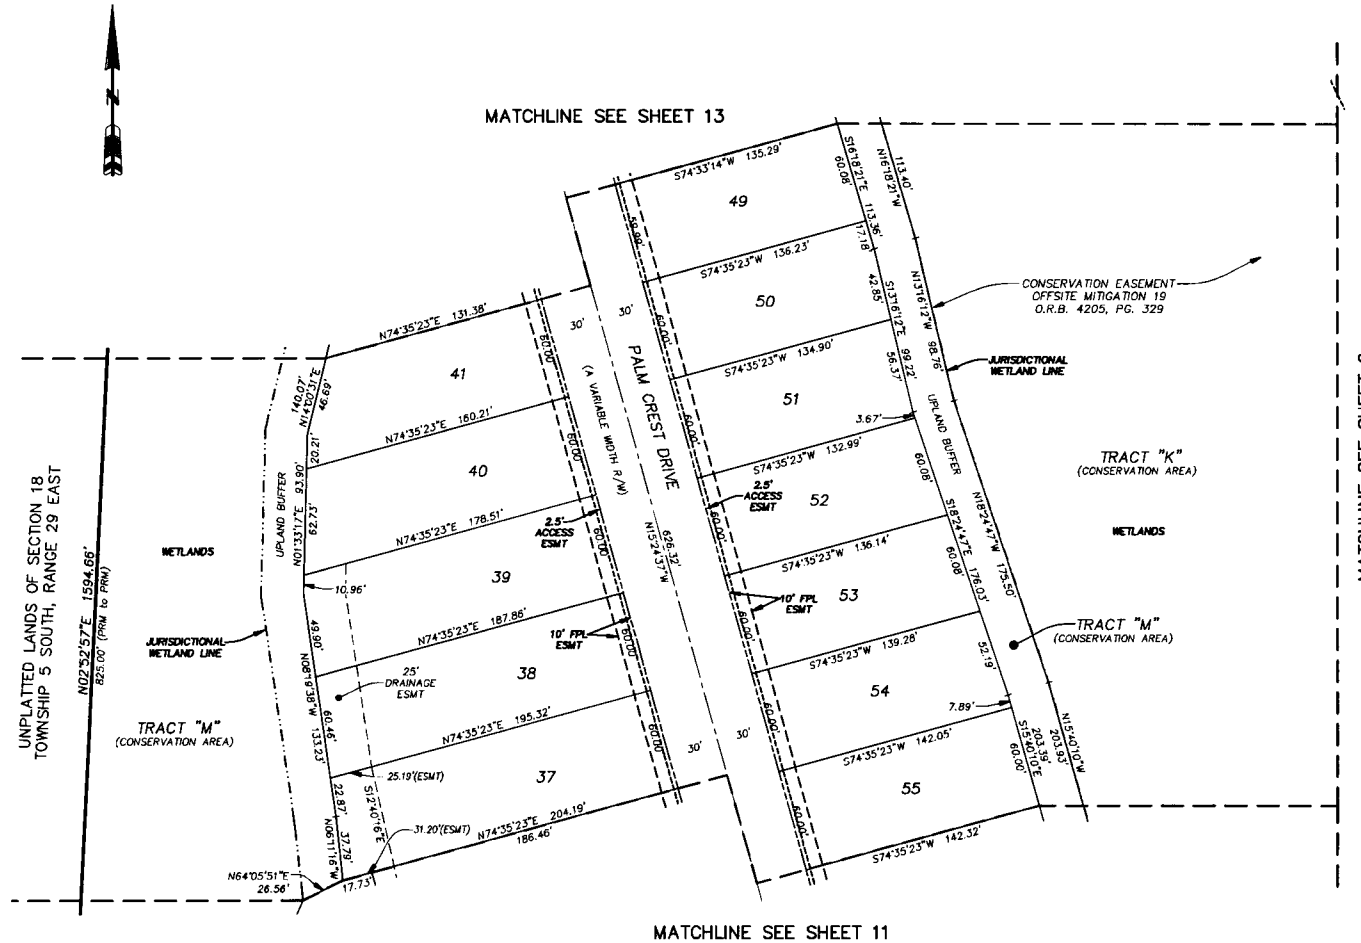 N
MATCHLINE SEE SHEET 13
S74°33'14"W 135.29'
49
S16°18'21"E 113.36'
60.08'
17.18'
N16°18'21"W
113.40'
59.99'
S74°35'23"W 136.23'
50
S13°16'12"E 99.22'
42.85'
56.37'
N13°16'12"W 98.76'
CONSERVATION EASEMENT
OFFSITE MITIGATION 19
O.R.B. 4205, PG. 329
N74°35'23"E 131.38'
30'
30'
60.00'
60.00'
S74°35'23"W 134.90'
JURISDICTIONAL
WETLAND LINE
41
140.07'
N14°00'31"E
46.69'
PALM CREST DRIVE
(A VARIABLE WIDTH R/W)
51
3.67'
UPLAND BUFFER
N74°35'23"E 160.21'
60.00'
60.00'
S74°35'23"W 132.99'
20.21'
40
60.08'
TRACT "K"
(CONSERVATION AREA)
UPLAND BUFFER
N01°33'17"E 93.90'
62.73'
2.5'
ACCESS
ESMT
52
UNPLATTED LANDS OF SECTION 18
TOWNSHIP 5 SOUTH, RANGE 29 EAST
N02°52'57"E 1594.66'
825.00' (PRM to PRM)
WETLANDS
N74°35'23"E 178.51'
2.5'
ACCESS
ESMT
60.00'
626.32'
N15°24'37"W
60.00'
S74°35'23"W 136.14'
S18°24'47"E 176.03'
60.08'
N18°24'47"W 175.50'
WETLANDS
10.96'
39
53
10' FPL
ESMT
TRACT "M"
(CONSERVATION AREA)
JURISDICTIONAL
WETLAND LINE
49.90'
N08°19'38"W 133.23'
N74°35'23"E 187.86'
10' FPL
ESMT
60.00'
60.00'
S74°35'23"W 139.28'
52.19'
25'
DRAINAGE
ESMT
38
54
60.46'
TRACT "M"
(CONSERVATION AREA)
N74°35'23"E 195.32'
60.00'
30'
30'
60.00'
7.89'
S74°35'23"W 142.05'
S15°40'10"E
203.39'
60.00'
N15°40'10"W
203.93'
25.19'(ESMT)
37
55
22.87'
S12°40'16"E
N06°11'16"W 37.79'
31.20'(ESMT)
N74°35'23"E 204.19'
186.46'
60.00'
S74°35'23"W 142.32'
N64°05'51"E
26.56'
17.73'
MATCHLINE SEE SHEET 11